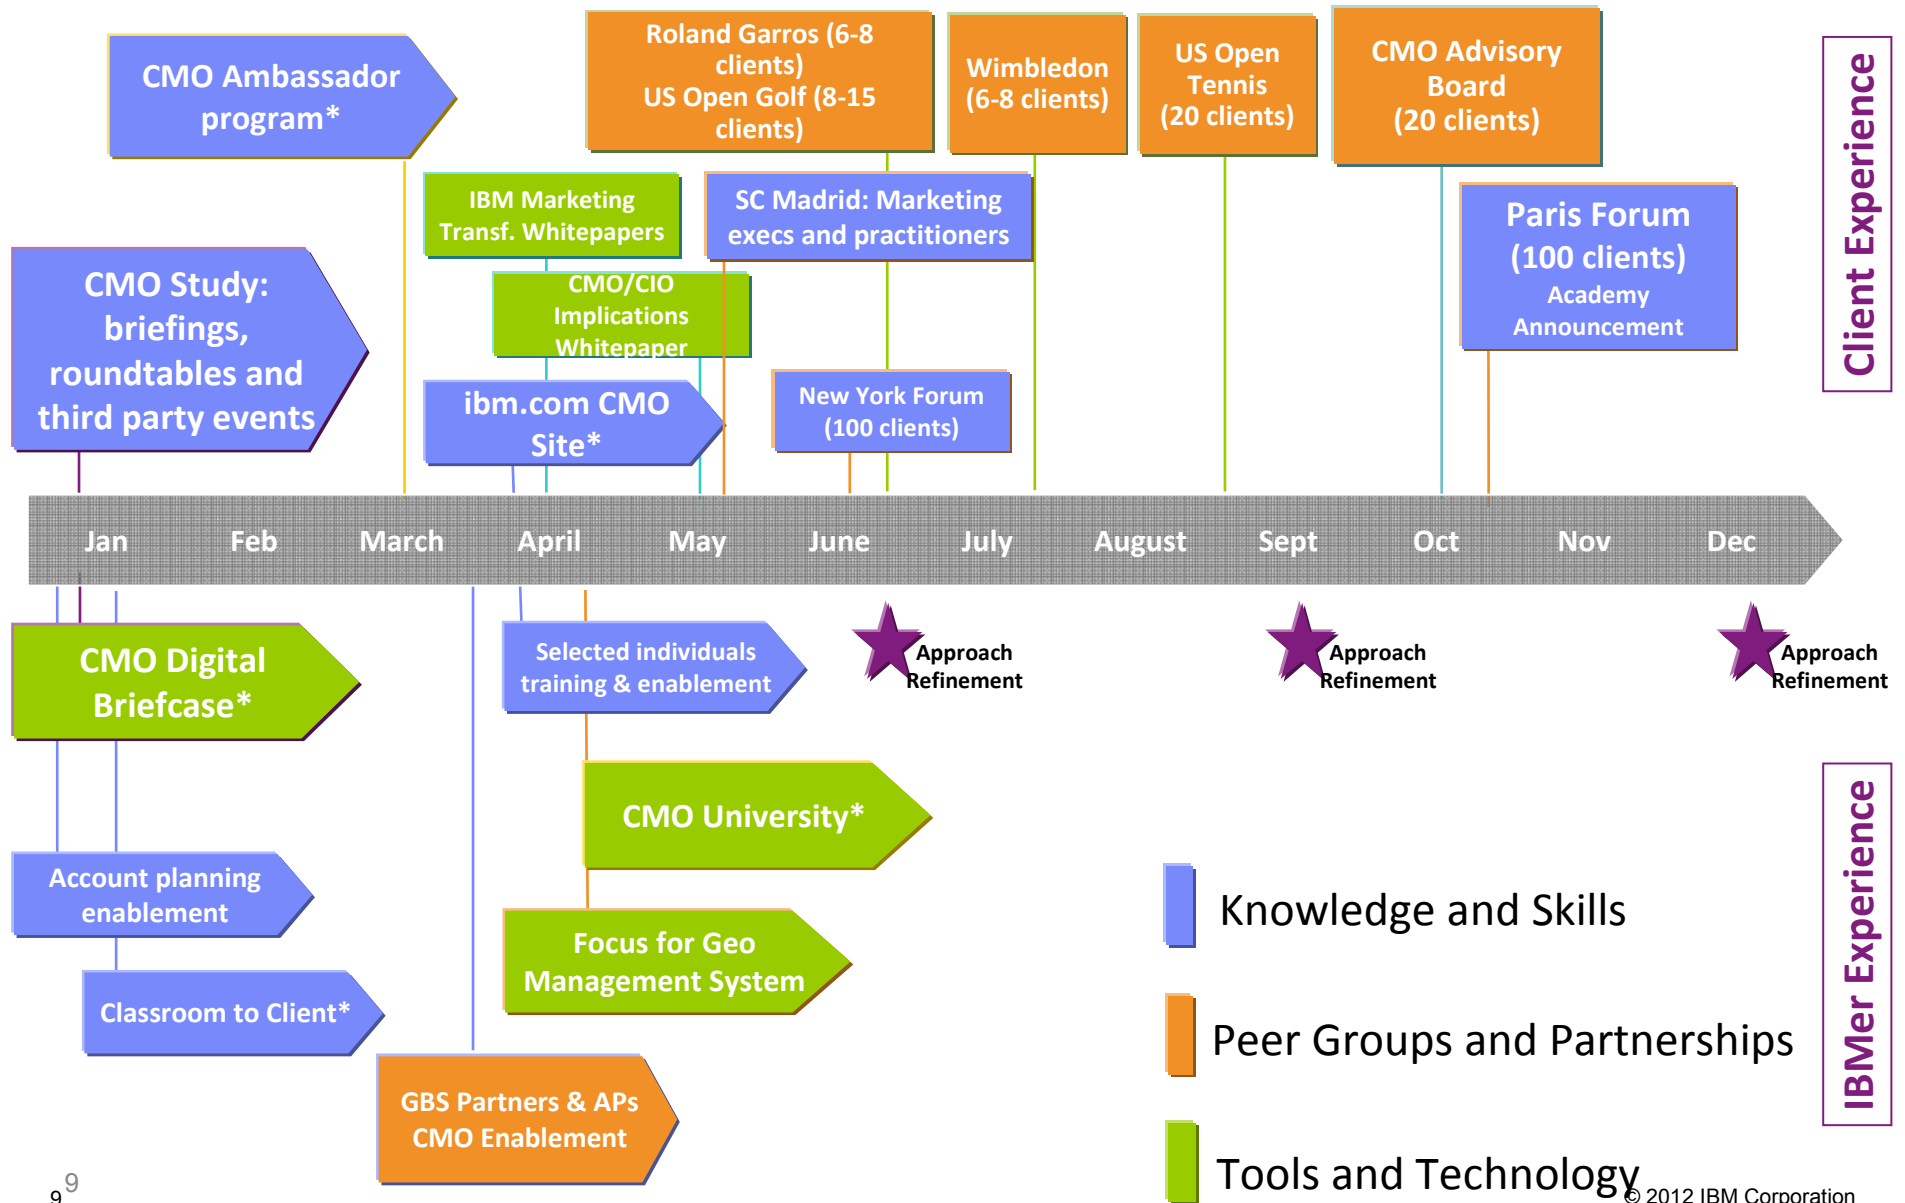 CMO Ambassador
program*
Roland Garros (6-8
clients)
US Open Golf (8-15
clients)
Wimbledon
(6-8 clients)
US Open
Tennis
(20 clients)
CMO Advisory
Board
(20 clients)
Client Experience
IBM Marketing
Transf. Whitepapers
SC Madrid: Marketing
execs and practitioners
Paris Forum
(100 clients)
Academy
Announcement
CMO Study:
briefings,
roundtables and
third party events
CMO/CIO
Implications
Whitepaper
ibm.com CMO
Site*
New York Forum
(100 clients)
Jan Feb March April May June July August Sept Oct Nov Dec
CMO Digital
Briefcase*
Selected individuals
training & enablement
Approach
Refinement
Approach
Refinement
Approach
Refinement
CMO University*
Account planning
enablement
Focus for Geo
Management System
Classroom to Client*
GBS Partners & APs
CMO Enablement
Knowledge and Skills
Peer Groups and Partnerships
Tools and Technology
IBMer Experience
9
9
© 2012 IBM Corporation